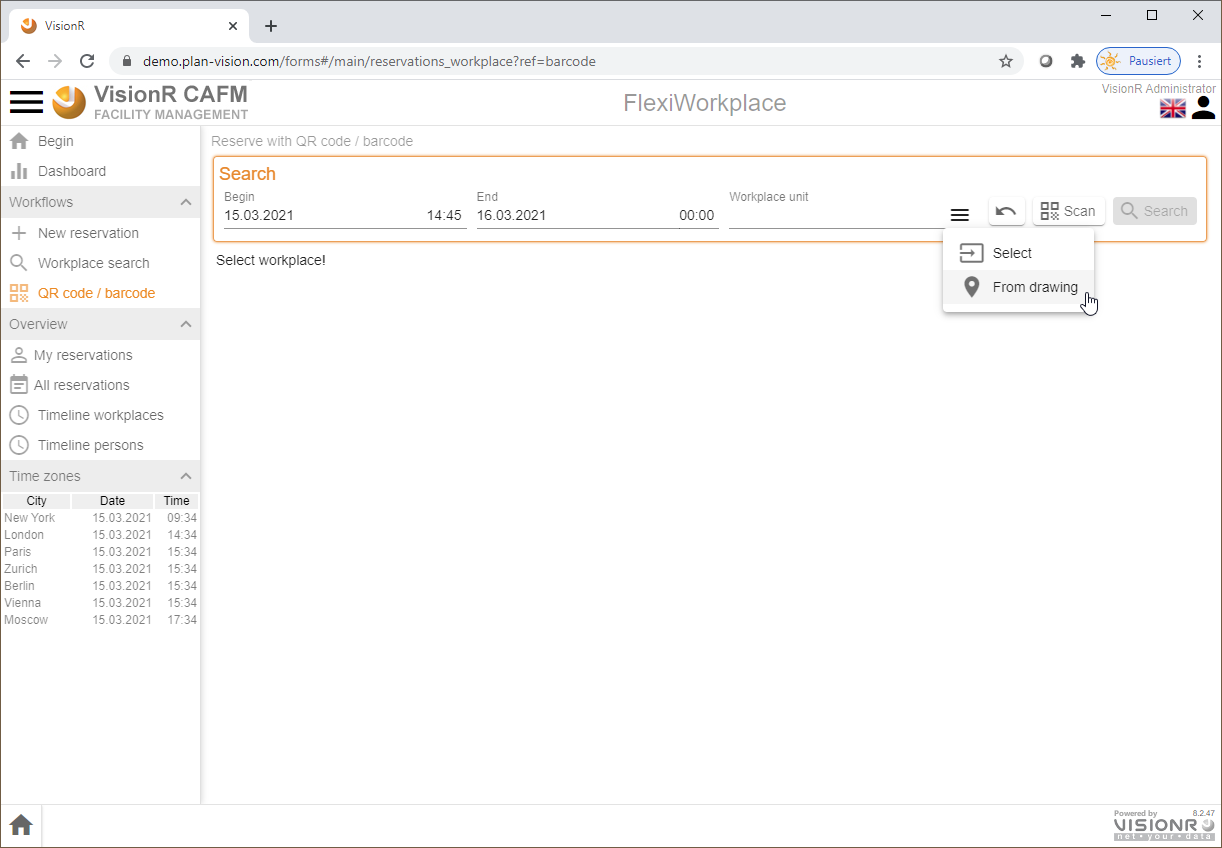 VisionR
demo.plan-vision.com/forms#/main/reservations_workplace?ref=barcode
Pausiert
VisionR CAFM
FACILITY MANAGEMENT
FlexiWorkplace
VisionR Administrator
Begin
Dashboard
Workflows
New reservation
Workplace search
QR code / barcode
Overview
My reservations
All reservations
Timeline workplaces
Timeline persons
Time zones
City Date Time
New York 15.03.2021 09:34
London 15.03.2021 14:34
Paris 15.03.2021 15:34
Zurich 15.03.2021 15:34
Berlin 15.03.2021 15:34
Vienna 15.03.2021 15:34
Moscow 15.03.2021 17:34
Reserve with QR code / barcode
Search
Begin End Workplace unit
15.03.2021 14:45 16.03.2021 00:00
Scan Search
Select
From drawing
Select workplace!
Powered by 8.2.47
VISIONR
net • your • data